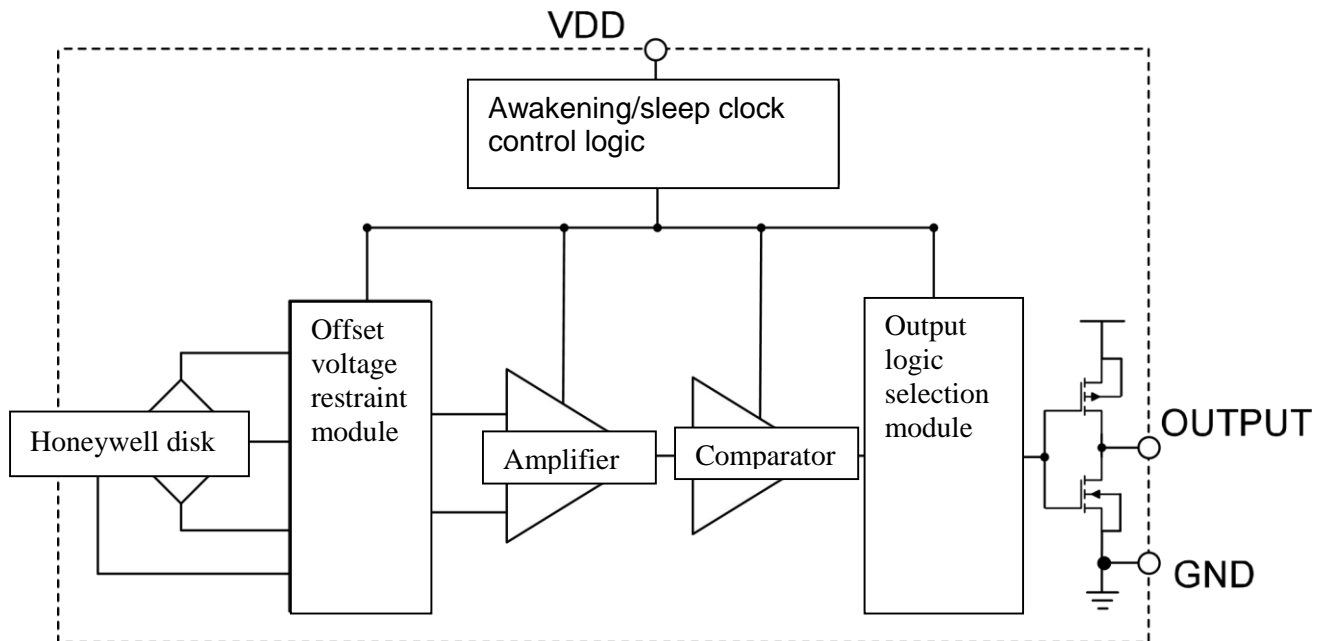 VDD
Awakening/sleep clock
control logic
Offset
voltage
restraint
module
Output
logic
selection
module
Honeywell disk
Amplifier
Comparator
OUTPUT
GND